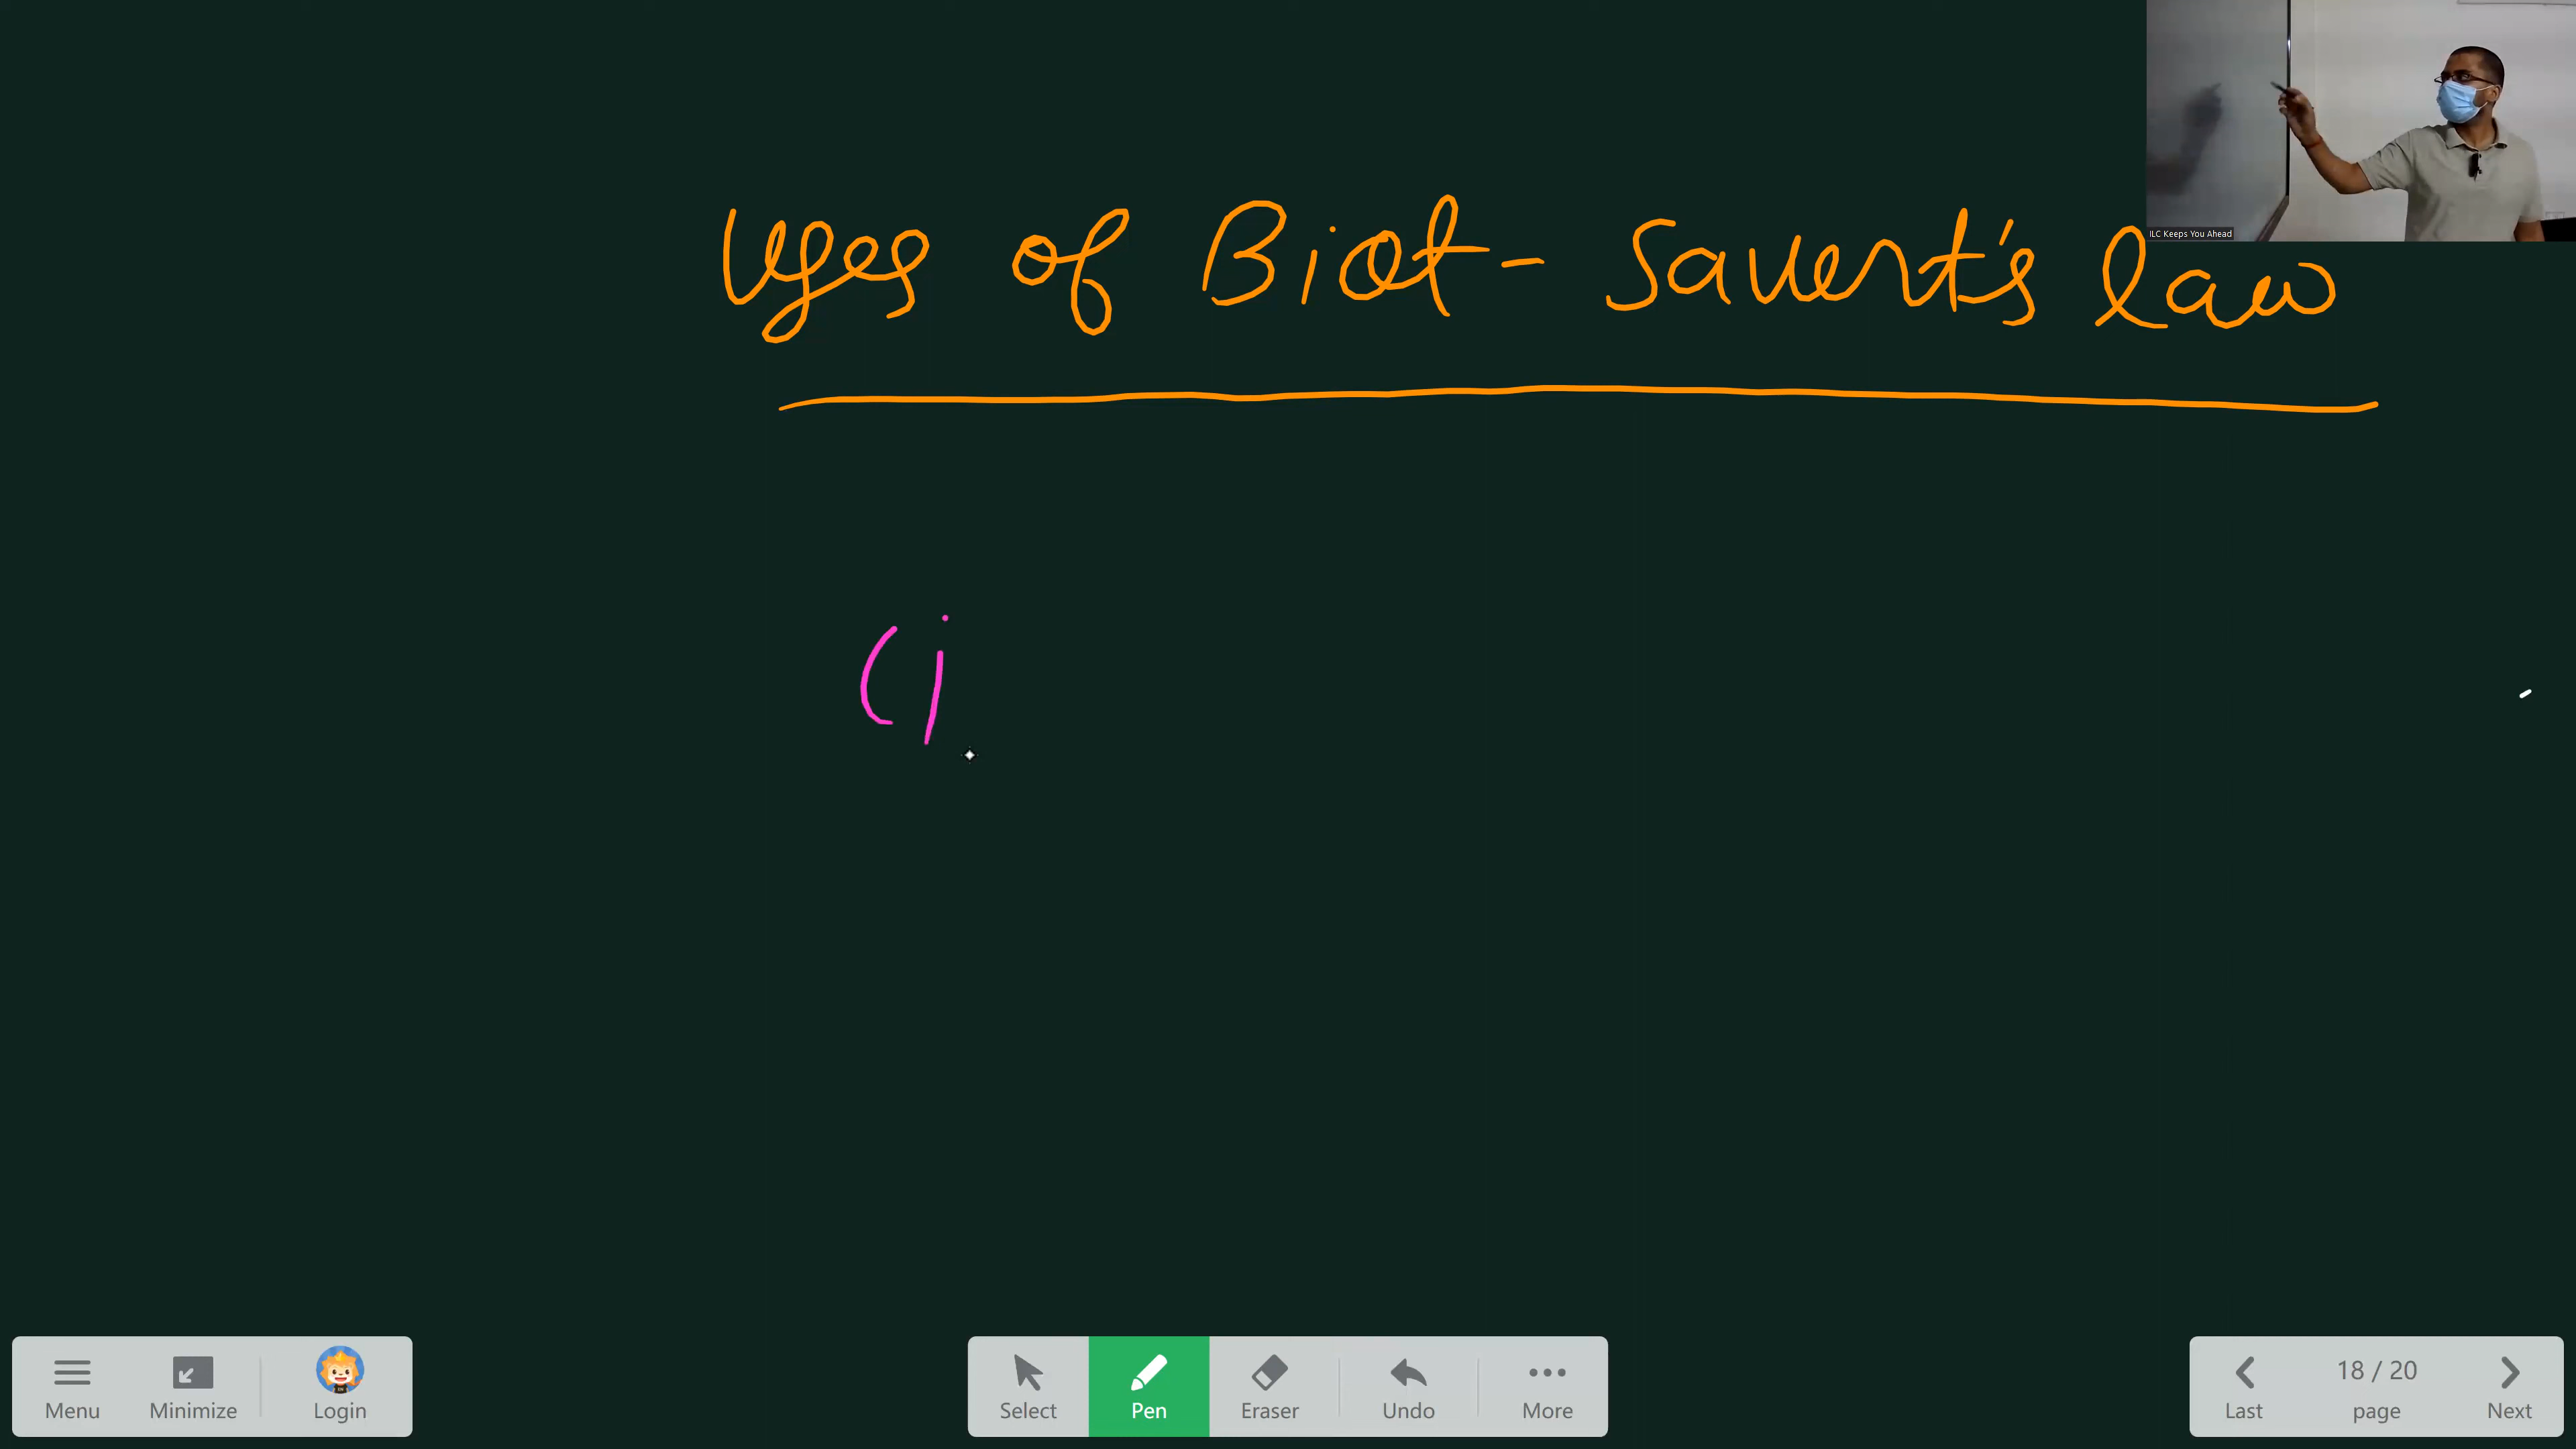 ILC Keeps You Ahead
Uses of Biot - Savert's law
(i
Menu
Minimize
Login
Select
Pen
Eraser
Undo
More
Last
18 / 20
page
Next